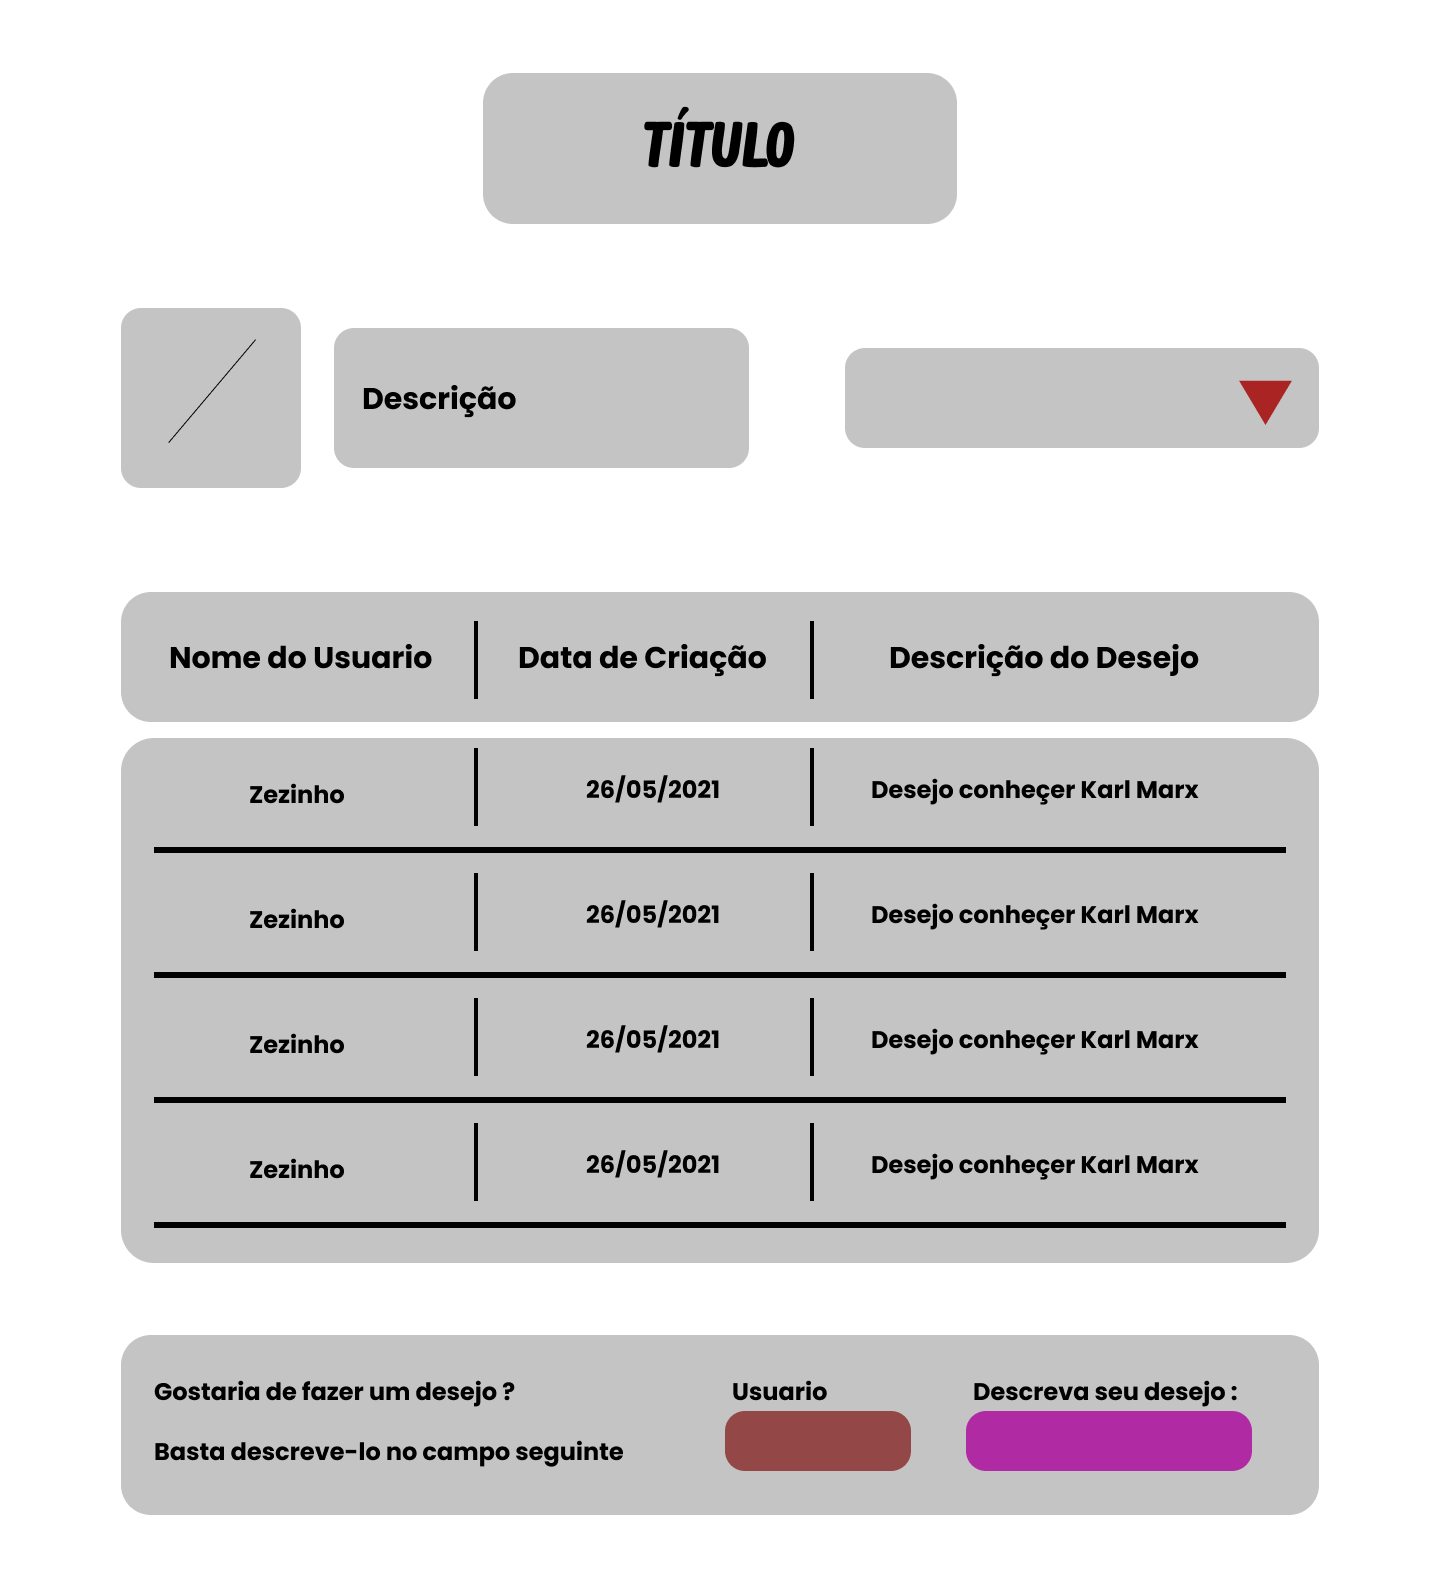 TÍTULO
Descrição
Nome do Usuario Data de Criação Descrição do Desejo
Zezinho 26/05/2021 Desejo conheçer Karl Marx
Zezinho 26/05/2021 Desejo conheçer Karl Marx
Zezinho 26/05/2021 Desejo conheçer Karl Marx
Zezinho 26/05/2021 Desejo conheçer Karl Marx
Gostaria de fazer um desejo ? Usuario Descreva seu desejo :
Basta descreve-lo no campo seguinte